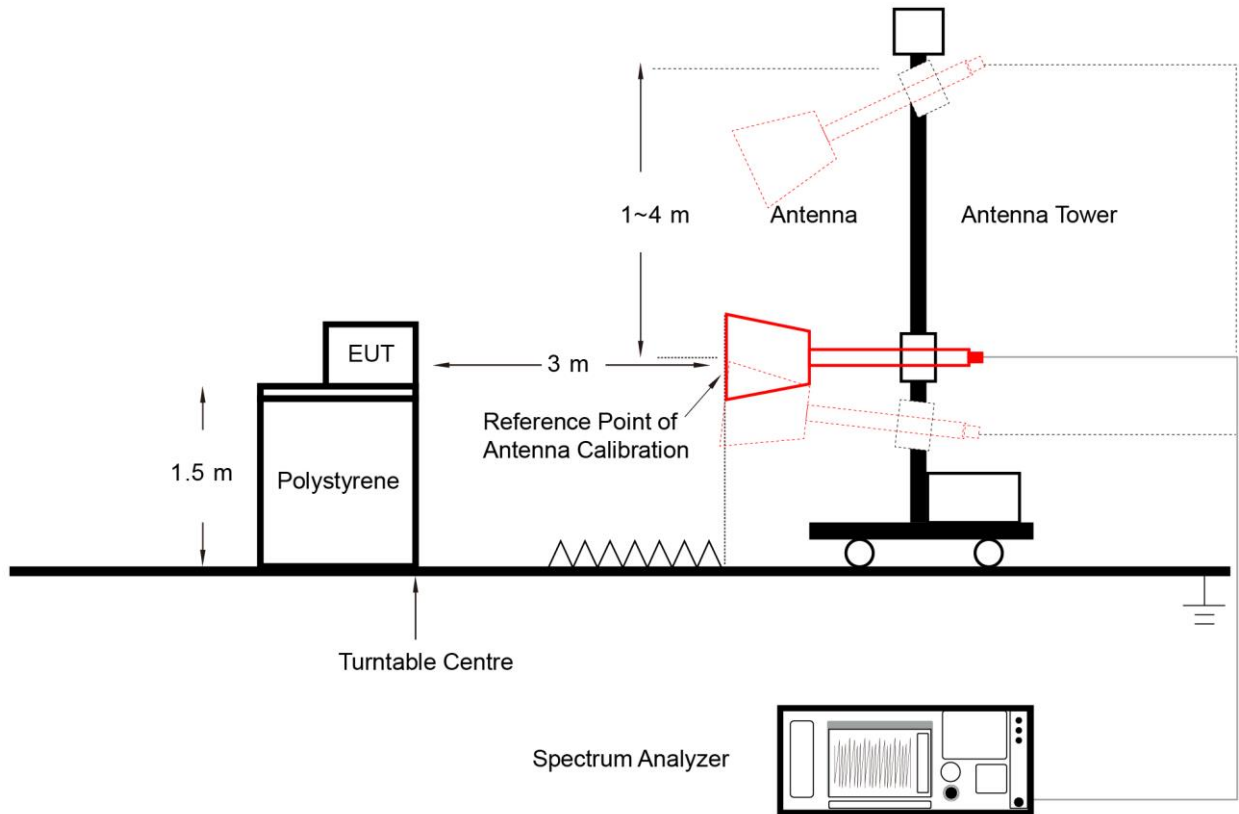 1~4 m
Antenna
Antenna Tower
EUT
3 m
Reference Point of
Antenna Calibration
1.5 m
Polystyrene
Turntable Centre
Spectrum Analyzer